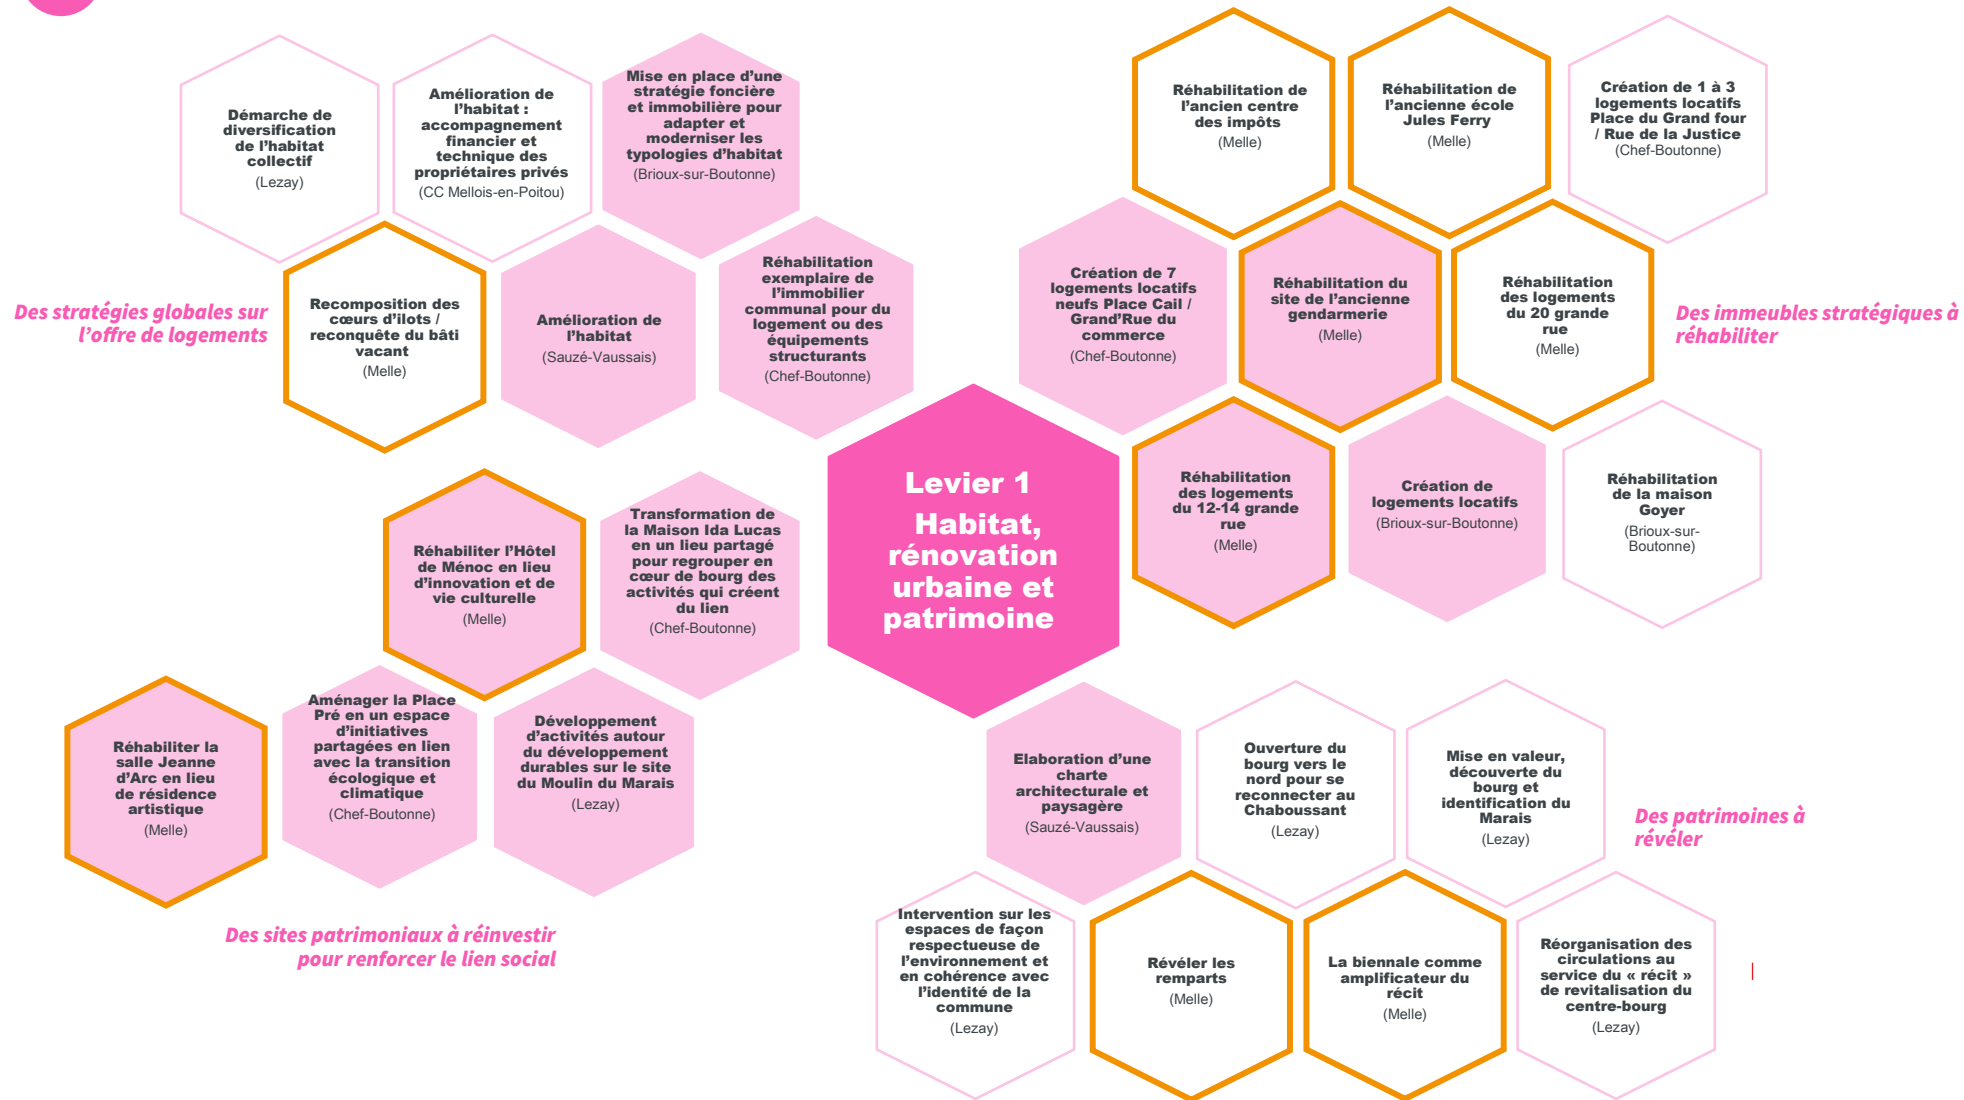 Démarche de
diversification
de l'habitat
collectif
(Lezay)
Amélioration de
l'habitat :
accompagnement
financier et
technique des
propriétaires privés
(CC Mellois-en-Poitou)
Mise en place d'une
stratégie foncière
et immobilière pour
adapter et
moderniser les
typologies d'habitat
(Brioux-sur-Boutonne)
Des stratégies globales sur
l'offre de logements
Recomposition des
cœurs d'ilots /
reconquête du bâti
vacant
(Melle)
Amélioration de
l'habitat
(Sauzé-Vaussais)
Réhabilitation
exemplaire de
l'immobilier
communal pour du
logement ou des
équipements
structurants
(Chef-Boutonne)
Réhabilitation de
l'ancien centre
des impôts
(Melle)
Réhabilitation de
l'ancienne école
Jules Ferry
(Melle)
Création de 1 à 3
logements locatifs
Place du Grand four
/ Rue de la Justice
(Chef-Boutonne)
Création de 7
logements locatifs
neufs Place Cail /
Grand'Rue du
commerce
(Chef-Boutonne)
Réhabilitation du
site de l'ancienne
gendarmerie
(Melle)
Réhabilitation
des logements
du 20 grande
rue
(Melle)
Des immeubles stratégiques à
réhabiliter
Réhabilitation
des logements
du 12-14 grande
rue
(Melle)
Création de
logements locatifs
(Brioux-sur-Boutonne)
Réhabilitation
de la maison
Goyer
(Brioux-sur-
Boutonne)
Levier 1
Habitat,
rénovation
urbaine et
patrimoine
Réhabiliter l'Hôtel
de Ménoc en lieu
d'innovation et de
vie culturelle
(Melle)
Transformation de
la Maison Ida Lucas
en un lieu partagé
pour regrouper en
cœur de bourg des
activités qui créent
du lien
(Chef-Boutonne)
Réhabiliter la
salle Jeanne
d'Arc en lieu
de résidence
artistique
(Melle)
Aménager la Place
Pré en un espace
d'initiatives
partagées en lien
avec la transition
écologique et
climatique
(Chef-Boutonne)
Développement
d'activités autour
du développement
durables sur le site
du Moulin du Marais
(Lezay)
Des sites patrimoniaux à réinvestir
pour renforcer le lien social
Elaboration d'une
charte
architecturale et
paysagère
(Sauzé-Vaussais)
Ouverture du
bourg vers le
nord pour se
reconnecter au
Chaboussant
(Lezay)
Mise en valeur,
découverte du
bourg et
identification du
Marais
(Lezay)
Des patrimoines à
révéler
Intervention sur les
espaces de façon
respectueuse de
l'environnement et
en cohérence avec
l'identité de la
commune
(Lezay)
Révéler les
remparts
(Melle)
La biennale comme
amplificateur du
récit
(Melle)
Réorganisation des
circulations au
service du « récit »
de revitalisation du
centre-bourg
(Lezay)